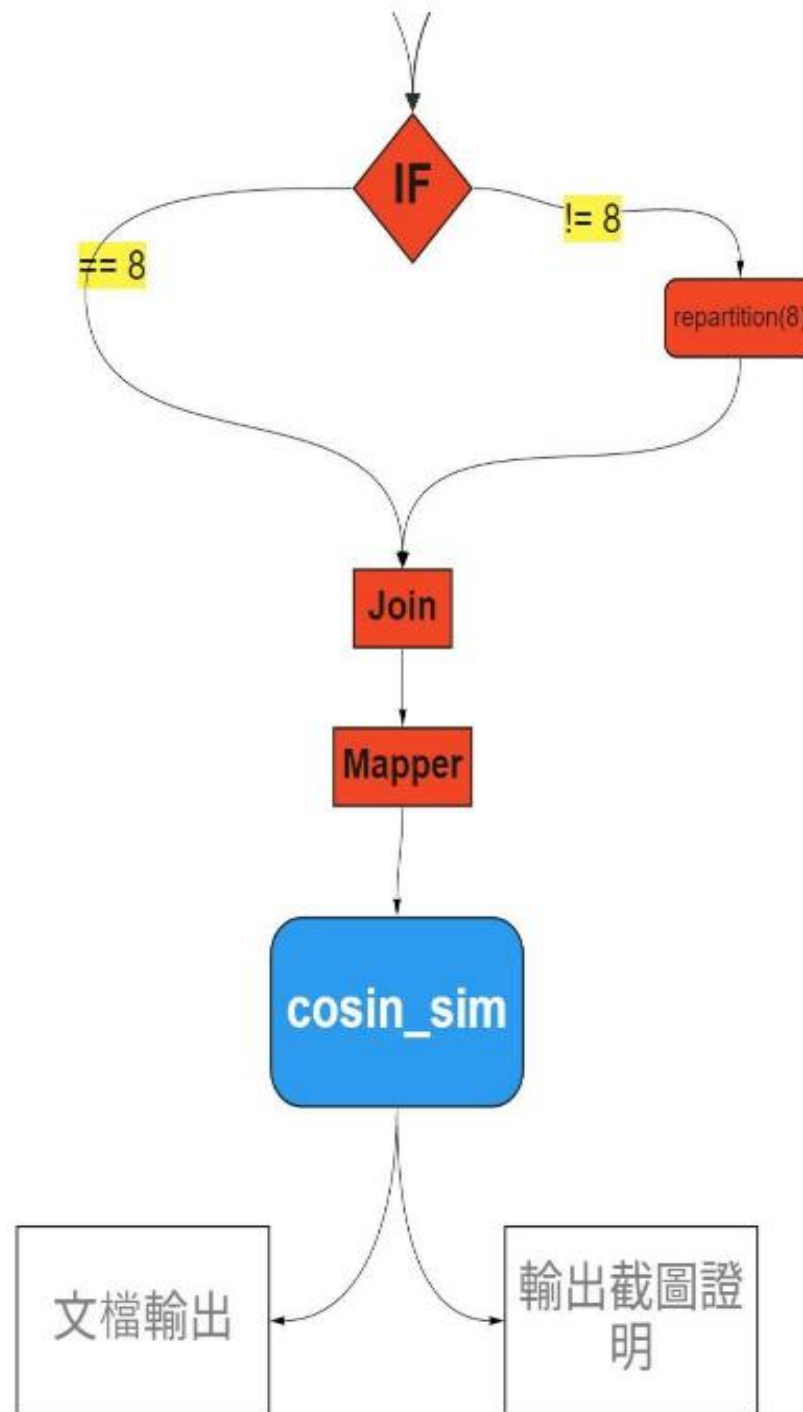 IF
!= 8
== 8
repartition(8)
Join
Mapper
cosin_sim
文檔輸出
輸出截圖證
明